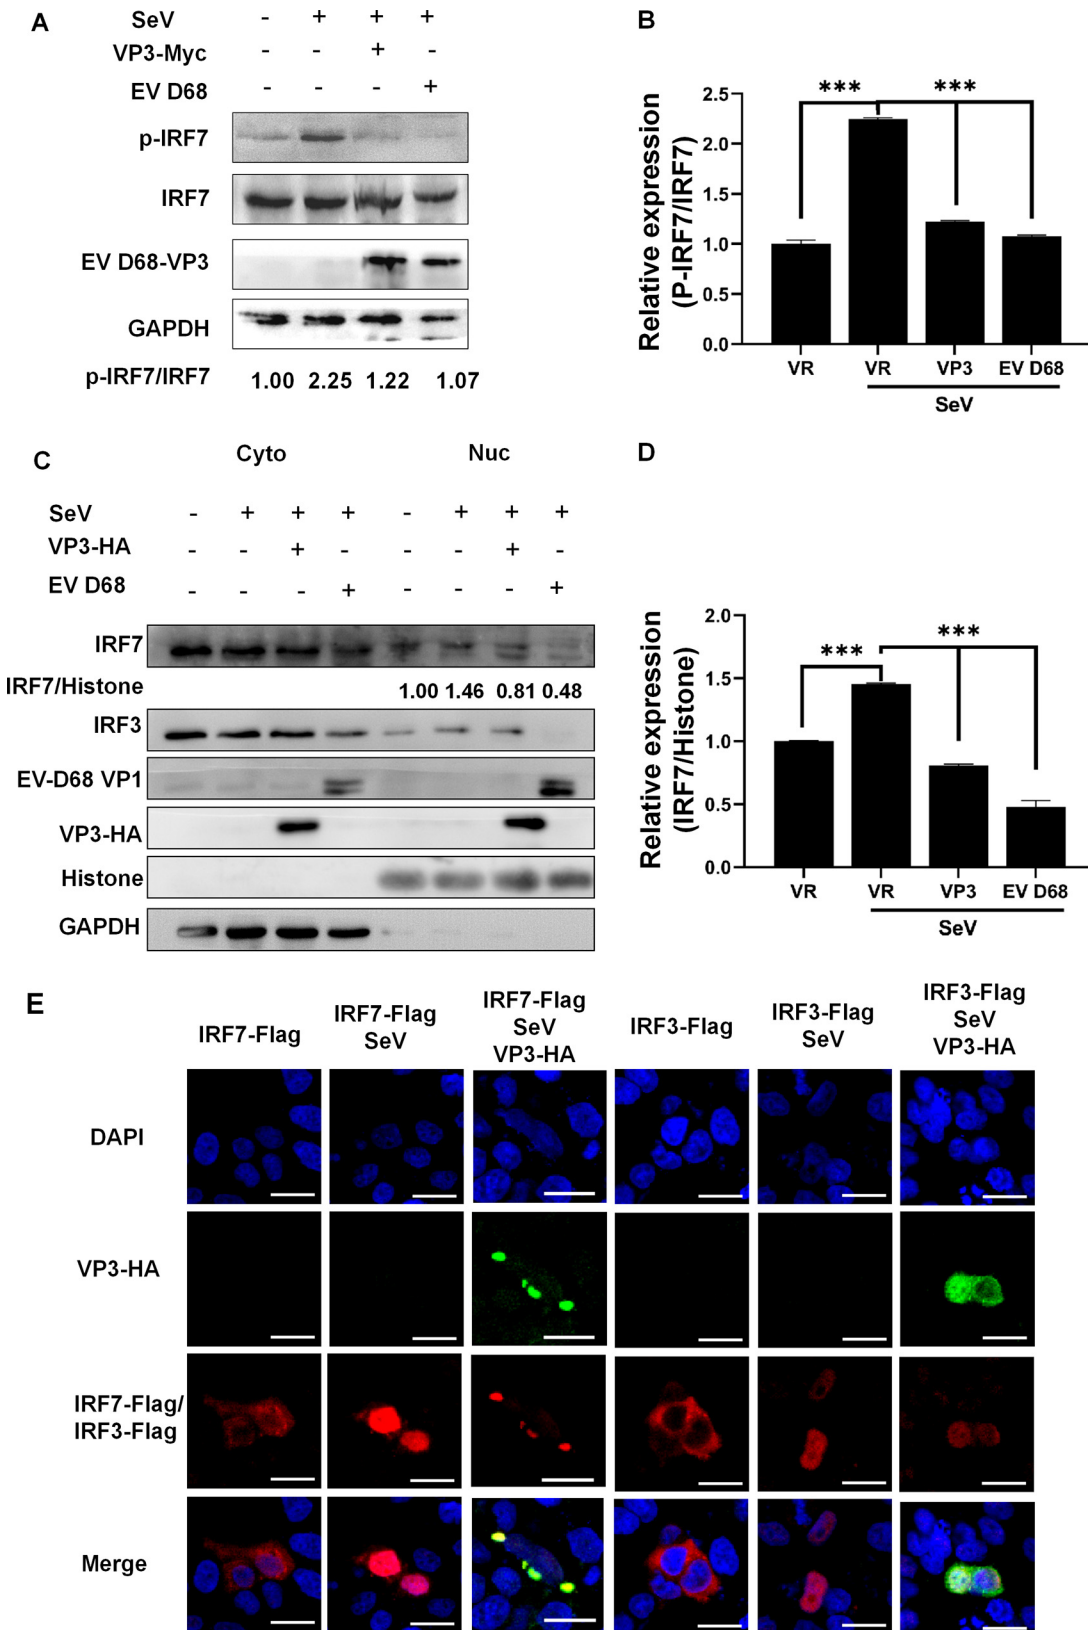 A
SeV - + + +
VP3-Myc - - + -
EV D68 - - - +
p-IRF7
IRF7
EV D68-VP3
GAPDH
p-IRF7/IRF7 1.00 2.25 1.22 1.07
B
Relative expression
(P-IRF7/IRF7)
2.5
2.0
1.5
1.0
0.5
0.0
*** ***
VR VR VP3 EV D68
SeV
C
Cyto Nuc
SeV - + + + - + + +
VP3-HA - - + - - - + -
EV D68 - - - + - - - +
IRF7
IRF7/Histone 1.00 1.46 0.81 0.48
IRF3
EV-D68 VP1
VP3-HA
Histone
GAPDH
D
Relative expression
(IRF7/Histone)
2.0
1.5
1.0
0.5
0.0
*** ***
VR VR VP3 EV D68
SeV
E
IRF7-Flag
IRF7-Flag
SeV
IRF7-Flag
SeV
VP3-HA
IRF3-Flag
IRF3-Flag
SeV
IRF3-Flag
SeV
VP3-HA
DAPI
VP3-HA
IRF7-Flag/
IRF3-Flag
Merge